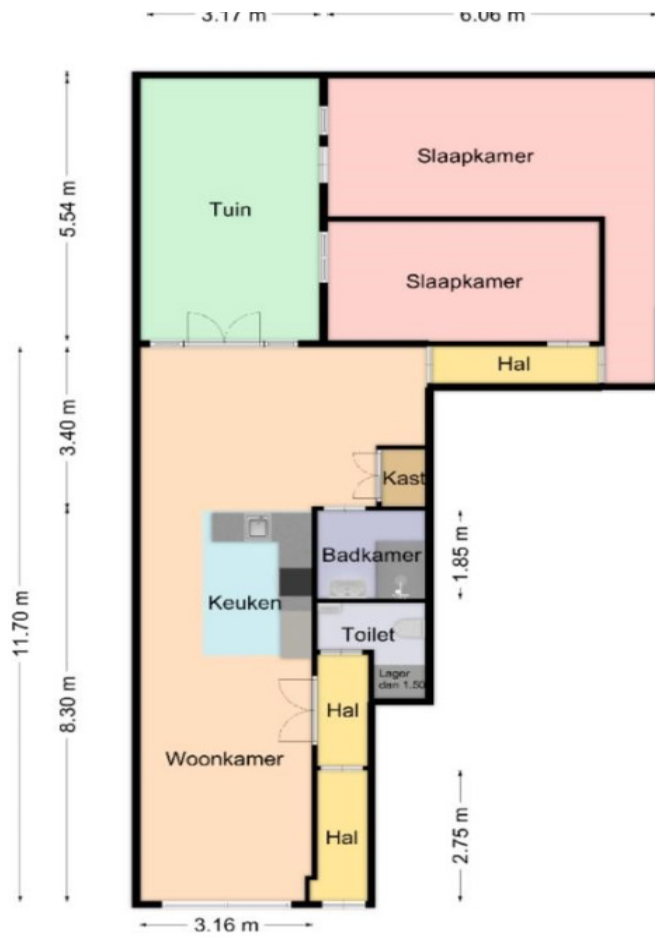 3.17 m
6.06 m
5.54 m
Slaapkamer
Tuin
Slaapkamer
Hal
3.40 m
Kast
11.70 m
Badkamer
1.85 m
Keuken
Toilet
Lager
dan 1.50
8.30 m
Hal
Woonkamer
Hal
2.75 m
3.16 m